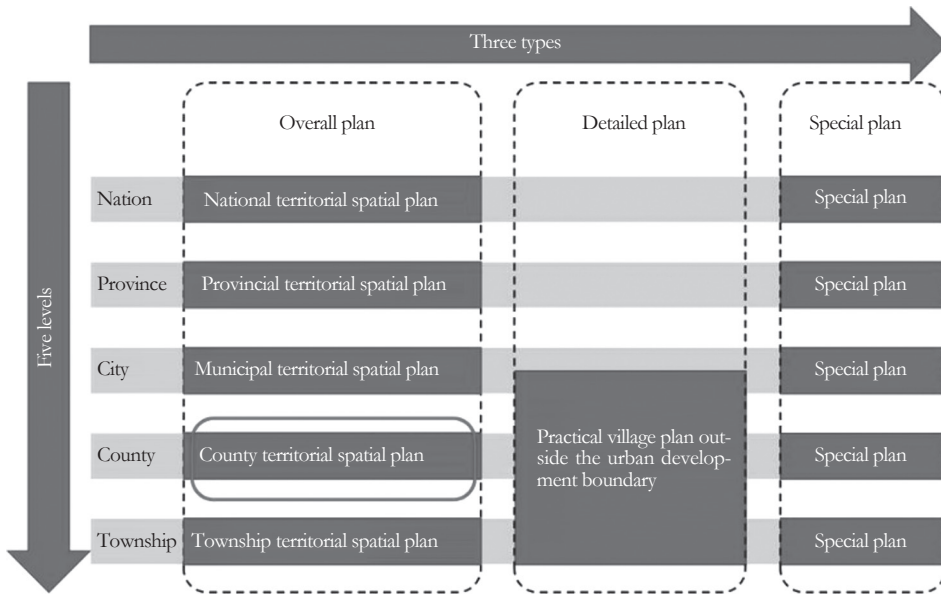 Three types
Five levels
Overall plan
Detailed plan
Special plan
Nation
National territorial spatial plan
Special plan
Province
Provincial territorial spatial plan
Special plan
City
Municipal territorial spatial plan
Special plan
County
County territorial spatial plan
Practical village plan out-
side the urban develop-
ment boundary
Special plan
Township
Township territorial spatial plan
Special plan